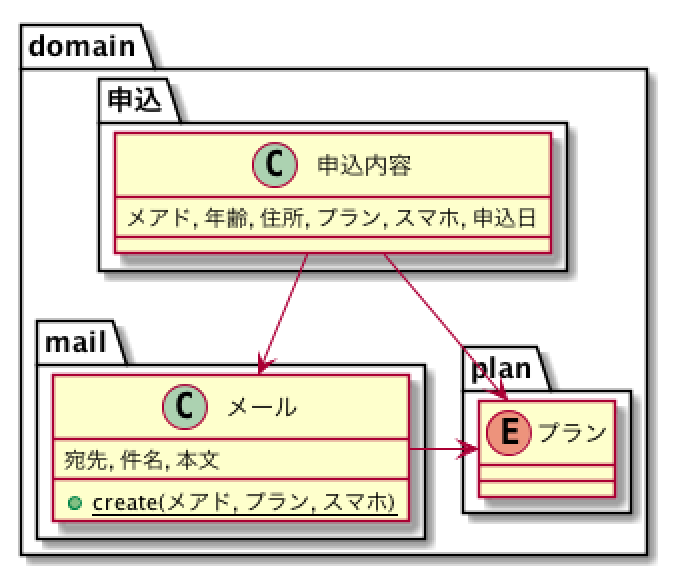 domain
申込
C 申込内容
メアド, 年齢, 住所, プラン, スマホ, 申込日
mail
C メール
宛先, 件名, 本文
create(メアド, プラン, スマホ)
plan
E プラン